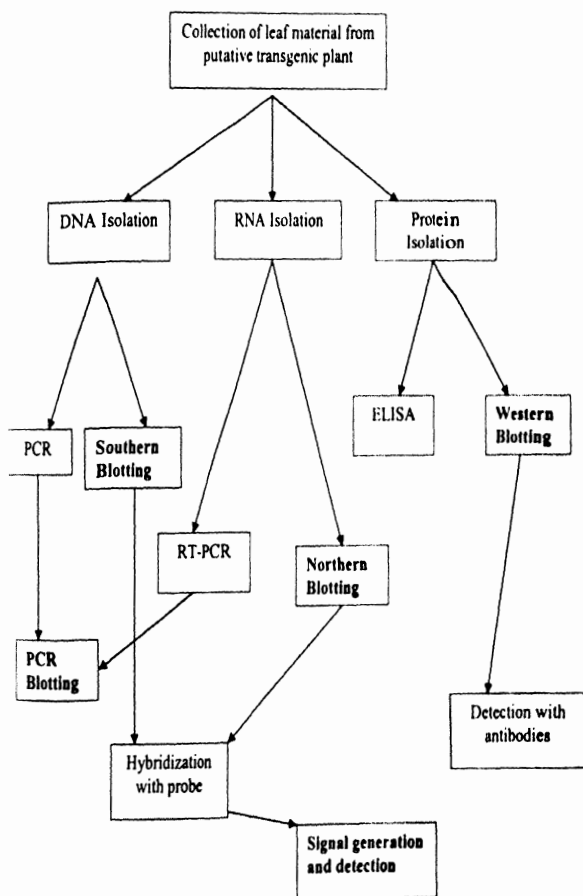 Collection of leaf material from
putative transgenic plant
DNA Isolation
RNA Isolation
Protein
Isolation
PCR
Southern
Blotting
ELISA
Western
Blotting
RT-PCR
Northern
Blotting
PCR
Blotting
Detection with
antibodies
Hybridization
with probe
Signal generation
and detection